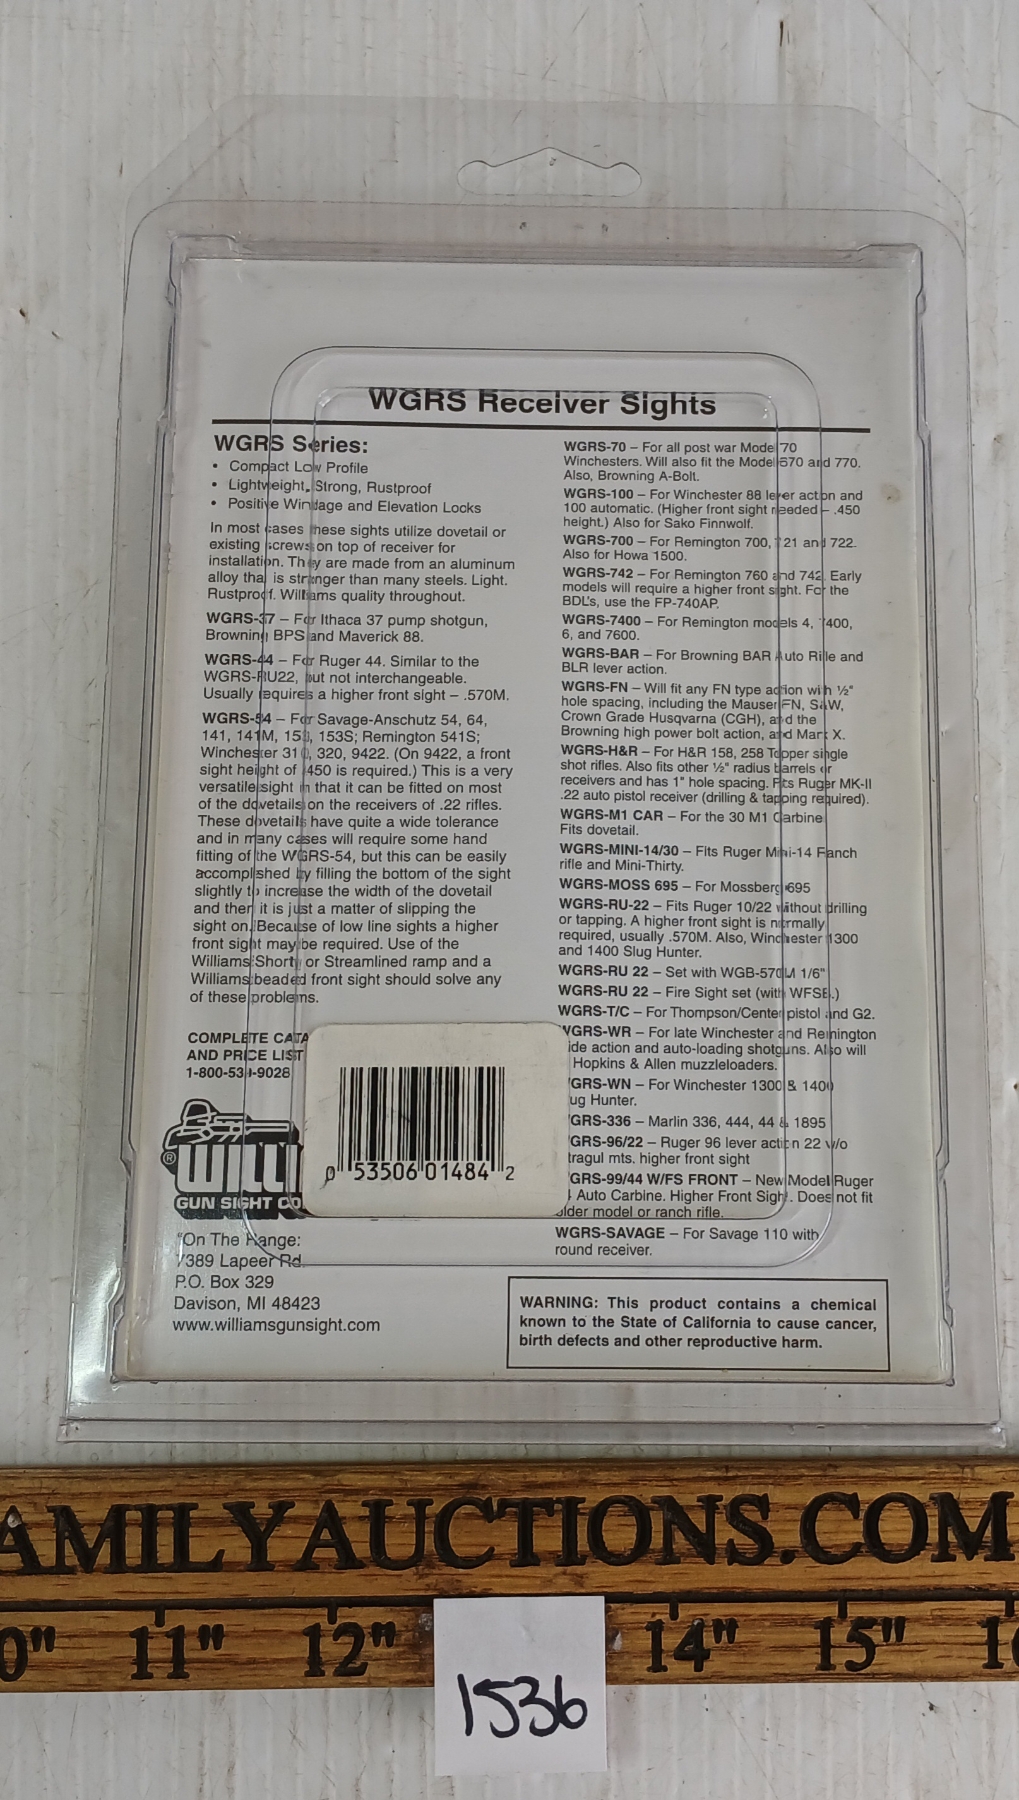 WGRS Receiver Sights
WGRS Series:
• Compact Low Profile
• Lightweight, Strong, Rustproof
• Positive Windage and Elevation Locks
In most cases these sights utilize dovetail or
existing screws on top of receiver for
installation. They are made from an aluminum
alloy that is stronger than many steels. Light.
Rustproof. Williams quality throughout.
WGRS-37 – For Ithaca 37 pump shotgun,
Browning BPS and Maverick 88.
WGRS-44 – For Ruger 44. Similar to the
WGRS-RU22, but not interchangeable.
Usually requires a higher front sight – .570M.
WGRS-54 – For Savage-Anschutz 54, 64,
141, 141M, 153, 153S; Remington 541S;
Winchester 310, 320, 9422. (On 9422, a front
sight height of .450 is required.) This is a very
versatile sight in that it can be fitted on most
of the dovetails on the receivers of .22 rifles.
These dovetails have quite a wide tolerance
and in many cases will require some hand
fitting of the WGRS-54, but this can be easily
accomplished by filling the bottom of the sight
slightly to increase the width of the dovetail
and then it is just a matter of slipping the
sight on. Because of low line sights a higher
front sight may be required. Use of the
Williams Shorty or Streamlined ramp and a
Williams beaded front sight should solve any
of these problems.
COMPLETE CATA
AND PRICE LIST
1-800-53 -9028
WILLI
GUN SIGHT CO
"On The Range:
7389 Lapeer Rd.
P.O. Box 329
Davison, MI 48423
www.williamsgunsight.com
0 53506 01484 2
WGRS-70 – For all post war Model 70
Winchesters. Will also fit the Model 670 and 770.
Also, Browning A-Bolt.
WGRS-100 – For Winchester 88 lever action and
100 automatic. (Higher front sight needed – .450
height.) Also for Sako Finnwolf.
WGRS-700 – For Remington 700, 721 and 722.
Also for Howa 1500.
WGRS-742 – For Remington 760 and 742. Early
models will require a higher front sight. For the
BDL's, use the FP-740AP.
WGRS-7400 – For Remington models 4, 7400,
6, and 7600.
WGRS-BAR – For Browning BAR Auto Rifle and
BLR lever action.
WGRS-FN – Will fit any FN type action with ½"
hole spacing, including the Mauser FN, S&W,
Crown Grade Husqvarna (CGH), and the
Browning high power bolt action, and Mark X.
WGRS-H&R – For H&R 158, 258 Topper single
shot rifles. Also fits other ½" radius barrels or
receivers and has 1" hole spacing. Fits Ruger MK-II
.22 auto pistol receiver (drilling & tapping required).
WGRS-M1 CAR – For the 30 M1 Carbine
Fits dovetail.
WGRS-MINI-14/30 – Fits Ruger Mini-14 Ranch
rifle and Mini-Thirty.
WGRS-MOSS 695 – For Mossberg 695
WGRS-RU-22 – Fits Ruger 10/22 without drilling
or tapping. A higher front sight is normally
required, usually .570M. Also, Winchester 1300
and 1400 Slug Hunter.
WGRS-RU 22 – Set with WGB-570M 1/6"
WGRS-RU 22 – Fire Sight set (with WFSB.)
WGRS-T/C – For Thompson/Center pistol and G2.
WGRS-WR – For late Winchester and Remington
ide action and auto-loading shotguns. Also will
Hopkins & Allen muzzleloaders.
GRS-WN – For Winchester 1300 & 1400
ug Hunter.
GRS-336 – Marlin 336, 444, 44 & 1895
GRS-96/22 – Ruger 96 lever action 22 w/o
tragul mts. higher front sight
GRS-99/44 W/FS FRONT – New Model Ruger
Auto Carbine. Higher Front Sight. Does not fit
older model or ranch rifle.
WGRS-SAVAGE – For Savage 110 with
round receiver.
WARNING: This product contains a chemical
known to the State of California to cause cancer,
birth defects and other reproductive harm.
AMILYAUCTIONS.COM
0" 11" 12" 14" 15" 1
1536